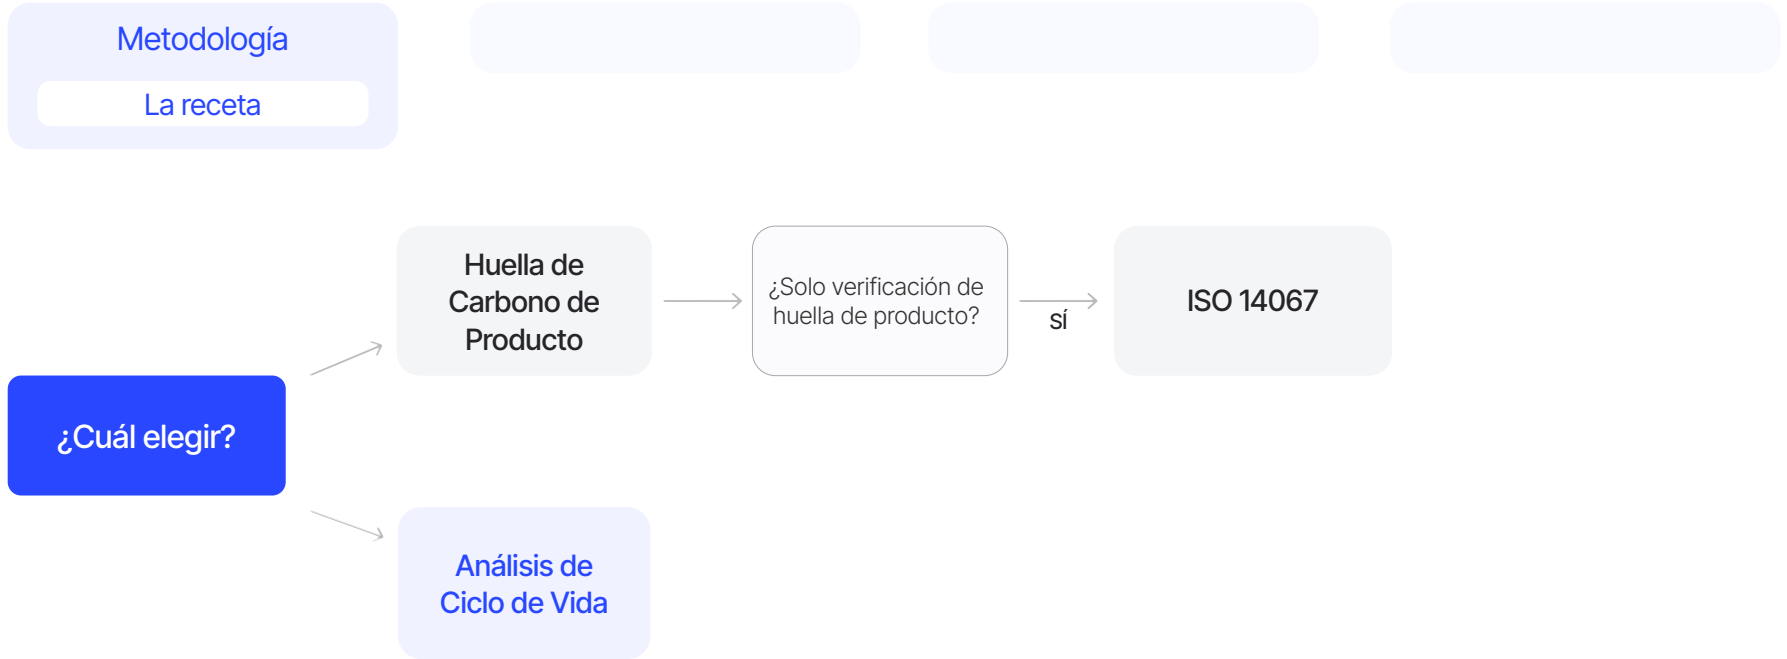 Metodología
La receta
Huella de
Carbono de
Producto
¿Solo verificación de
huella de producto?
SÍ
ISO 14067
¿Cuál elegir?
Análisis de
Ciclo de Vida